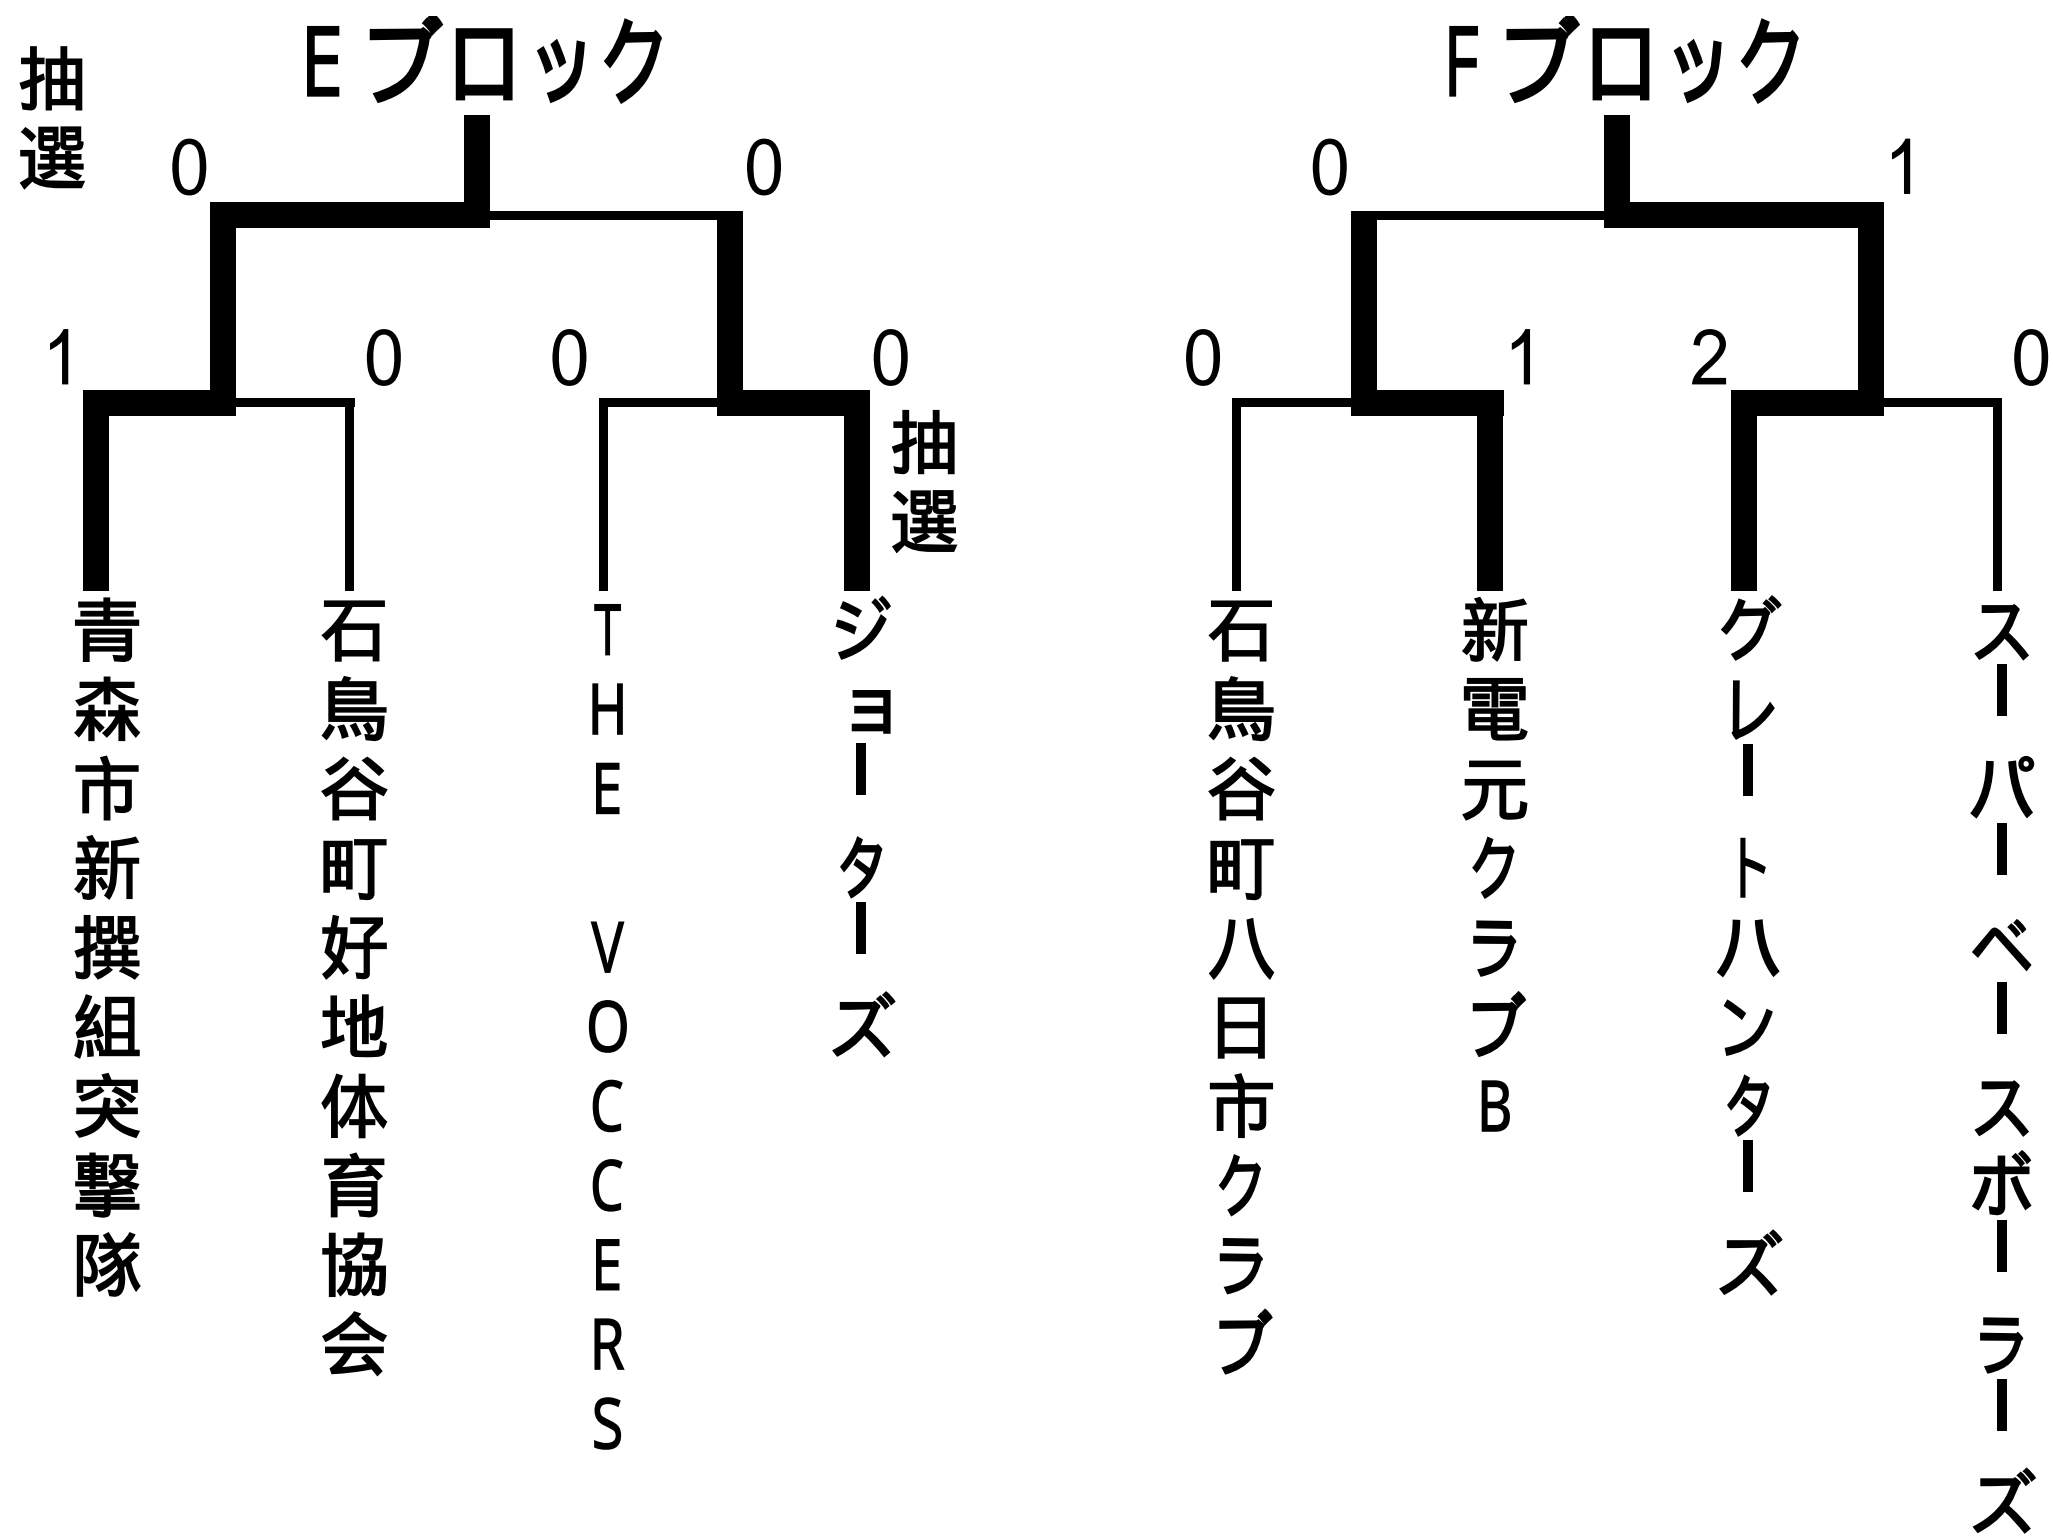 Eブロック
Fブロック
抽選
0
0
0
1
1
0
0
0
0
1
2
0
抽選
青森市新撰組突撃隊
石鳥谷町好地体育協会
THE VOCCERS
ジョーターズ
石鳥谷町八日市クラブ
新電元クラブB
グレートハンターズ
スーパーベースボーラーズ